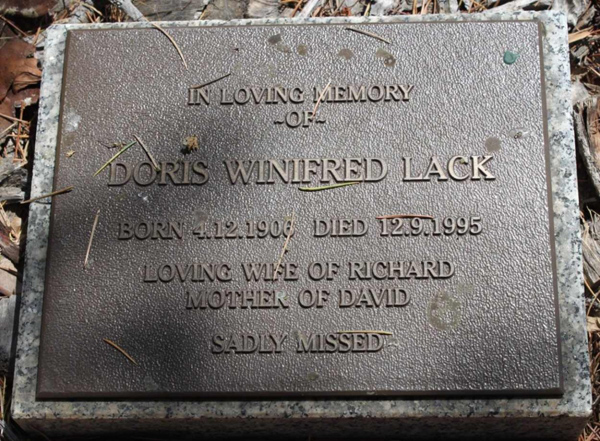 IN LOVING MEMORY
~OF~
DORIS WINIFRED LACK
BORN 4.12.1906 DIED 12.9.1995
LOVING WIFE OF RICHARD
MOTHER OF DAVID
SADLY MISSED